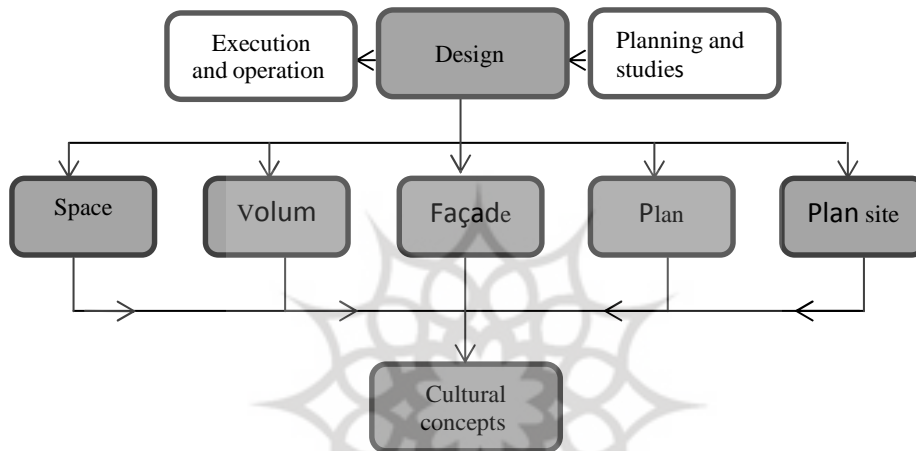 Execution
and operation
Design
Planning and
studies
Space
Volum
Façade
Plan
Plan site
Cultural
concepts